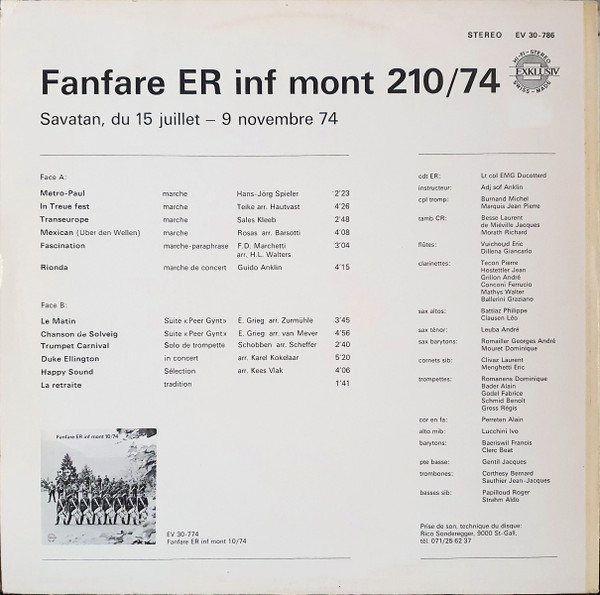 STEREO EV 30-786
HI-FI-STEREO
EXKLUSIV
SWISS-MADE
Fanfare ER inf mont 210/74
Savatan, du 15 juillet – 9 novembre 74
Face A:
Metro-Paul marche Hans-Jörg Spieler 2'23
In Treue fest marche Teike arr. Hautvast 4'26
Transeurope marche Sales Kleeb 2'48
Mexican (Über den Wellen) marche Rosas arr. Barsotti 4'08
Fascination marche-paraphrase F.D. Marchetti 3'04
arr. H.L. Walters
Rionda marche de concert Guido Anklin 4'15
Face B:
Le Matin Suite «Peer Gynt» E. Grieg arr. Zurmühle 3'45
Chanson de Solveig Suite «Peer Gynt» E. Grieg arr. van Mever 4'56
Trumpet Carnival Solo de trompette Schobben arr. Scheffer 2'40
Duke Ellington in concert arr. Karel Kokelaar 5'20
Happy Sound Sélection arr. Kees Vlak 4'06
La retraite tradition 1'41
Fanfare ER inf mont 10/74
EV 30-774
Fanfare ER inf mont 10/74
cdt ER: Lt col EMG Ducotterd
instructeur: Adj sof Anklin
cpl tromp: Burnand Michel
Marquis Jean Pierre
tamb CR: Besse Laurent
de Miéville Jacques
Morath Richard
flûtes: Vuichoud Eric
Dillena Giancarlo
clarinettes: Tecon Pierre
Hostettler Jean
Grillon André
Conconi Ferrucio
Mathys Walter
Ballerini Graziano
sax altos: Battiaz Philippe
Clausen Léo
sax ténor: Leuba André
sax barytons: Romailler Georges André
Mouret Dominique
cornets sib: Clivaz Laurent
Menghetti Eric
trompettes: Romanens Dominique
Bader Alain
Godel Fabrice
Schmid Benoît
Gross Régis
cor en fa: Perreten Alain
alto mib: Lucchini Ivo
barytons: Baeriswil Francis
Clerc Beat
pte basse: Gentil Jacques
trombones: Corthesy Bernard
Sauthier Jean-Jacques
basses sib: Papilloud Roger
Strahm Aldo
Prise de son, technique du disque:
Rico Sonderegger, 9000 St-Gall,
tél. 071/25 62 37